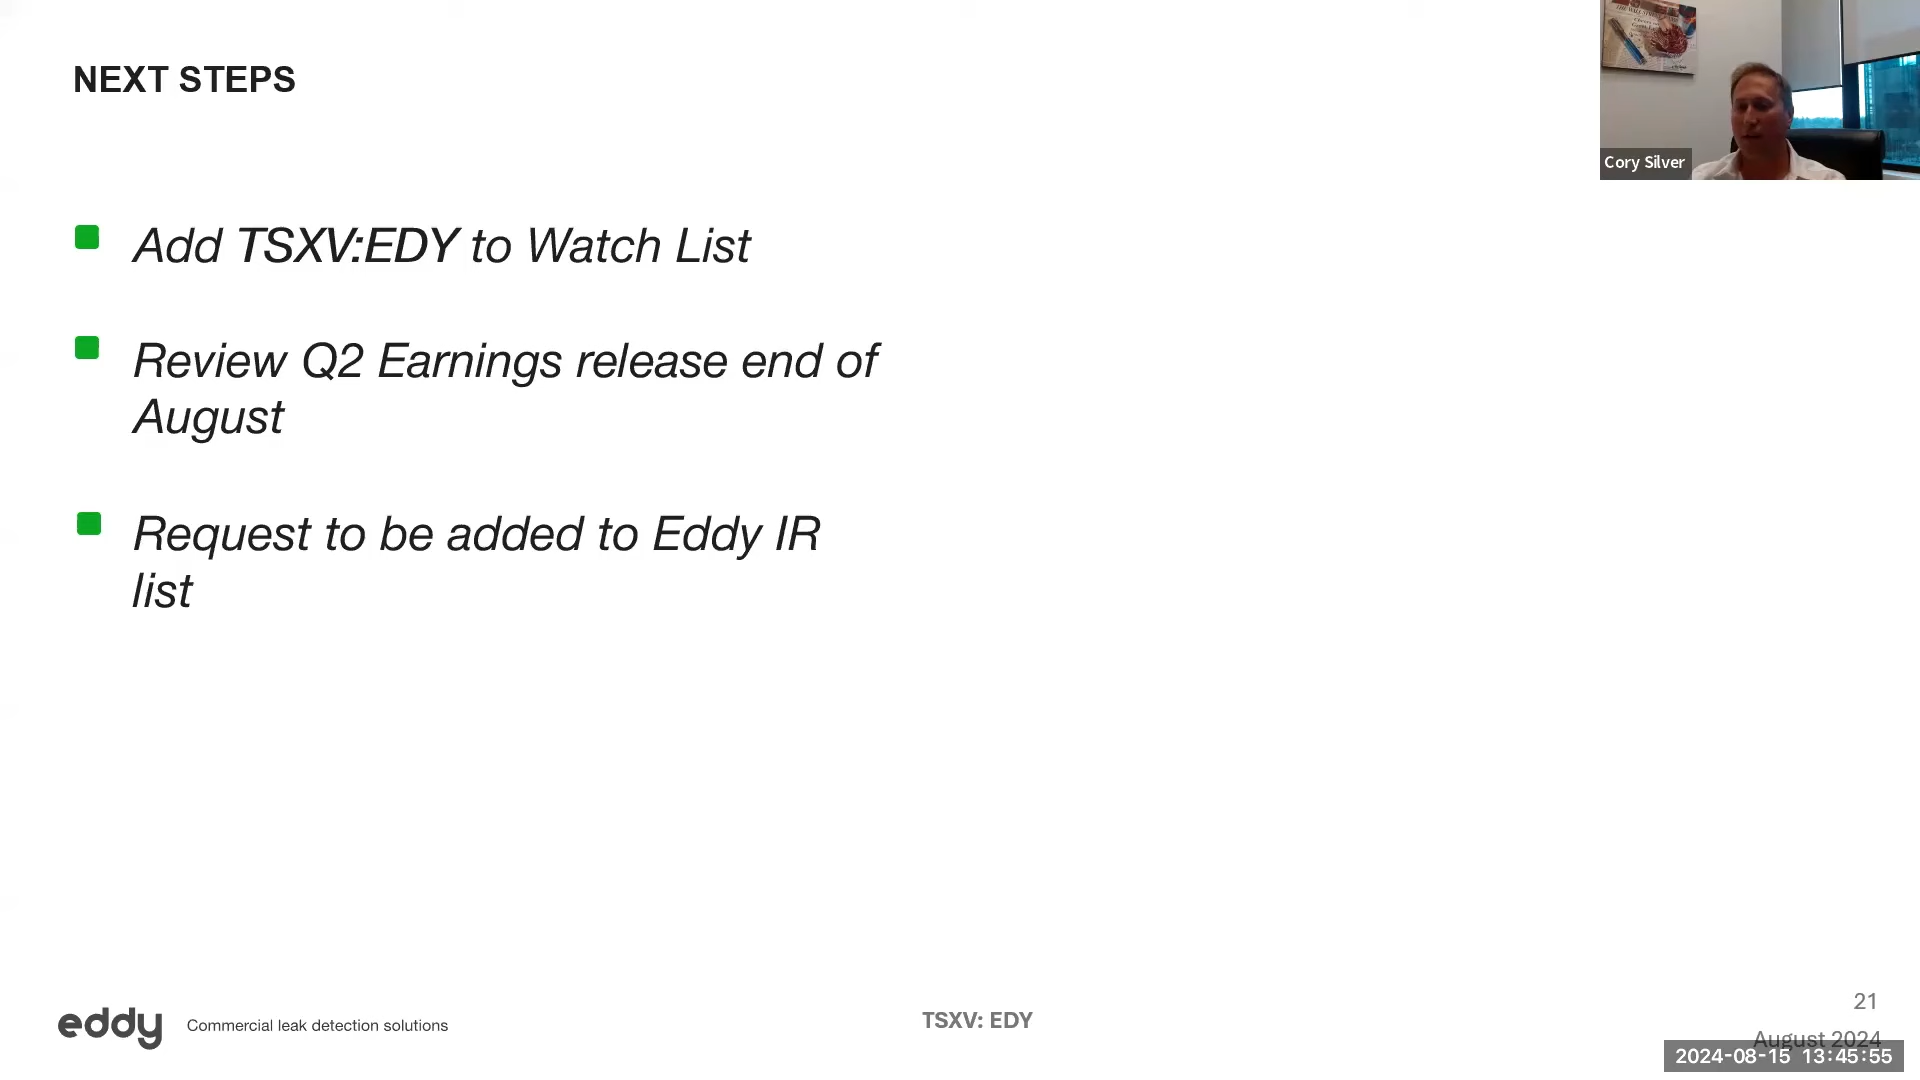 NEXT STEPS
Cory Silver
Add TSXV:EDY to Watch List
Review Q2 Earnings release end of
August
Request to be added to Eddy IR
list
eddy
Commercial leak detection solutions
TSXV: EDY
21
August 2024
2024-08-15 13:45:55